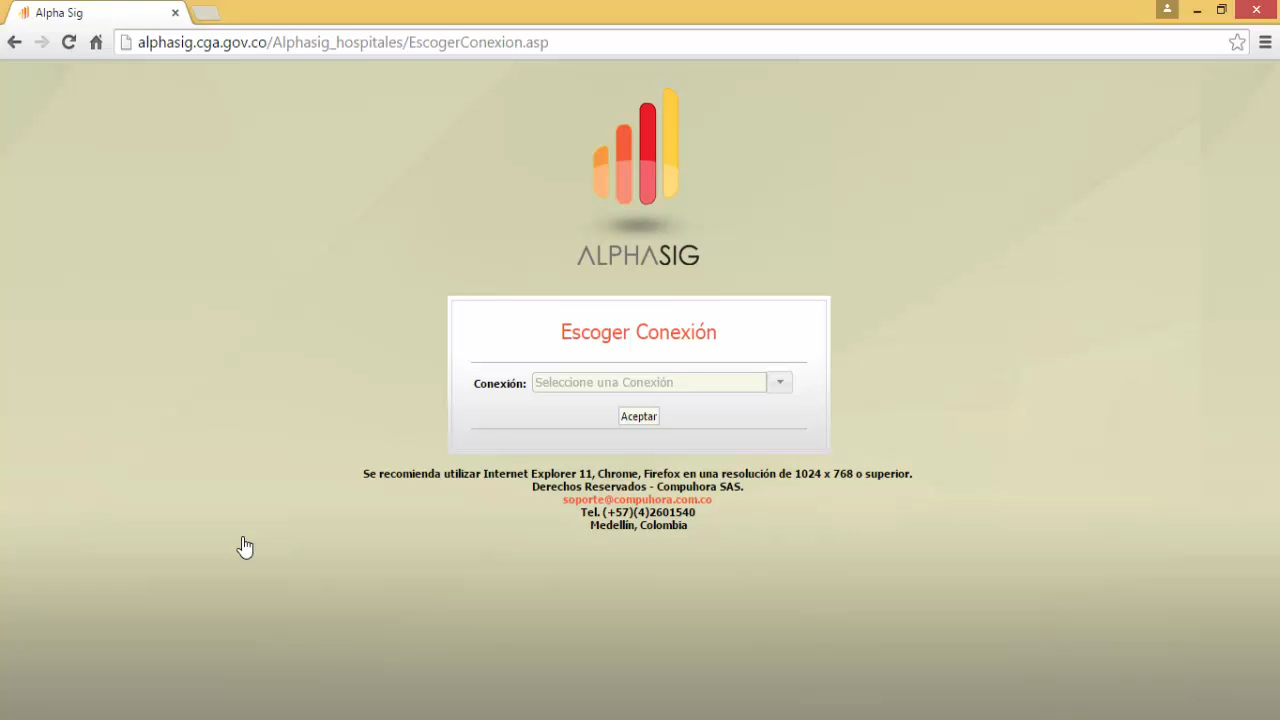 Alpha Sig
alphasig.cga.gov.co/Alphasig_hospitales/EscogerConexion.asp
ALPHASIG
Escoger Conexión
Conexión: Seleccione una Conexión
Aceptar
Se recomienda utilizar Internet Explorer 11, Chrome, Firefox en una resolución de 1024 x 768 o superior.
Derechos Reservados - Compuhora SAS.
soporte@compuhora.com.co
Tel. (+57)(4)2601540
Medellín, Colombia